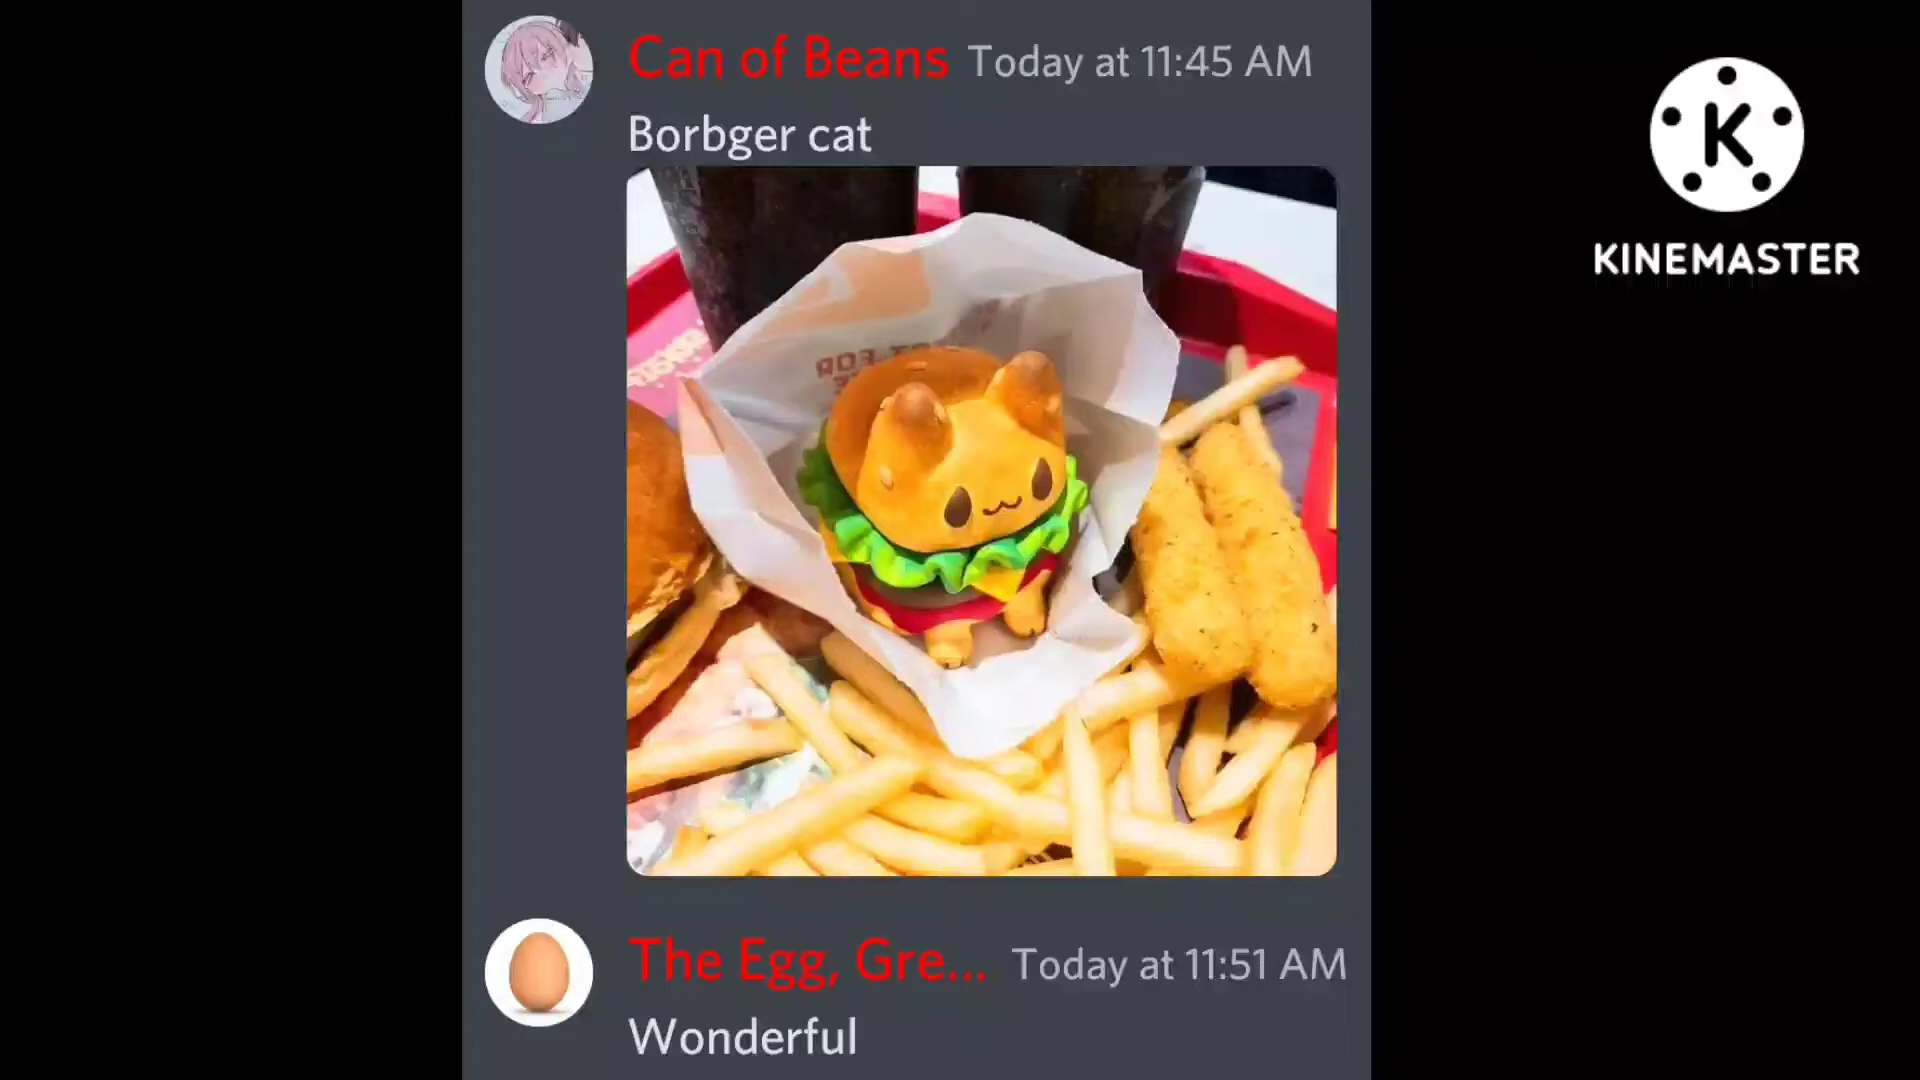 Can of Beans Today at 11:45 AM
Borbger cat
KINEMASTER
The Egg, Gre... Today at 11:51 AM
Wonderful